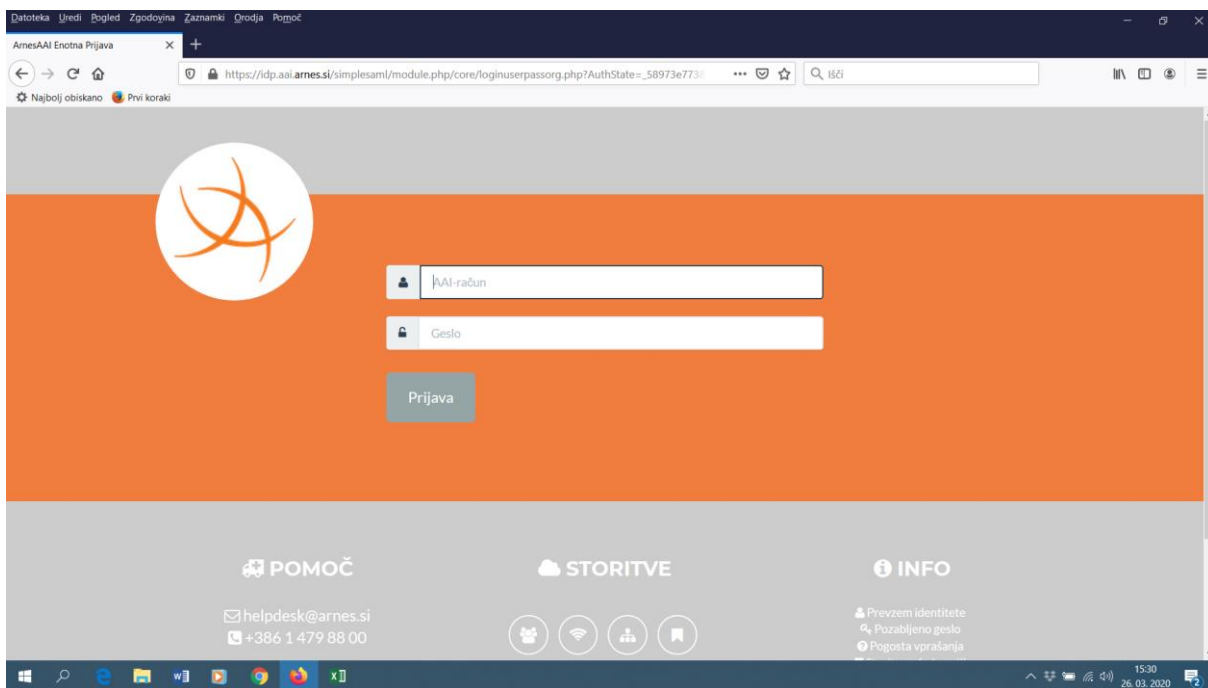 Datoteka Uredi Pogled Zgodovina Zaznamki Orodja Pomoč
ArnesAAI Enotna Prijava
https://idp.aai.arnes.si/simplesaml/module.php/core/loginuserpassorg.php?AuthState=_58973e773
Išči
Najbolj obiskano Prvi koraki
AAI-račun
Geslo
Prijava
POMOČ
helpdesk@arnes.si
+386 1 479 88 00
STORITVE
INFO
Prevzem identitete
Pozabljeno geslo
Pogosta vprašanja
15:30
26. 03. 2020
2